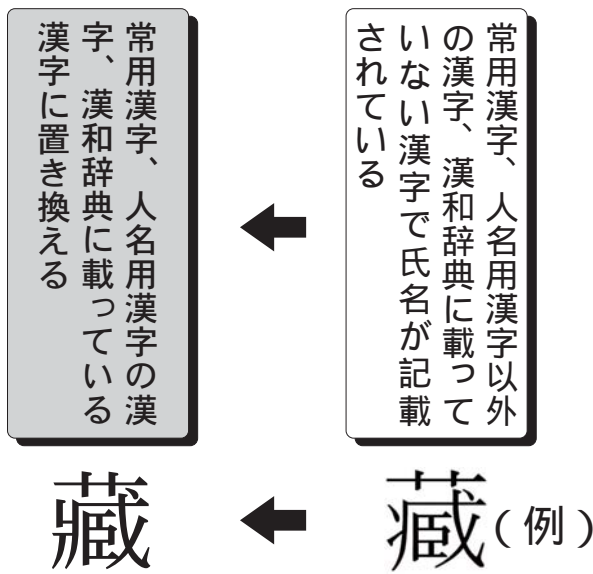 常用漢字、人名用漢字以外
の漢字、漢和辞典に載って
いない漢字で氏名が記載
されている
常用漢字、人名用漢字の漢
字、漢和辞典に載っている
漢字に置き換える
(例)
藏